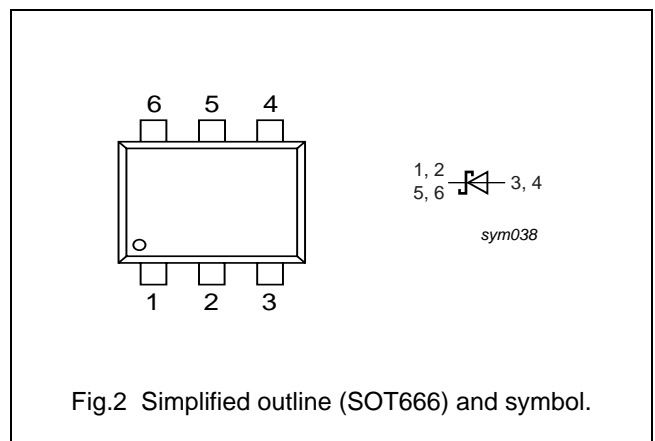 6 5 4
1, 2
5, 6
3, 4
sym038
1 2 3
Fig.2 Simplified outline (SOT666) and symbol.